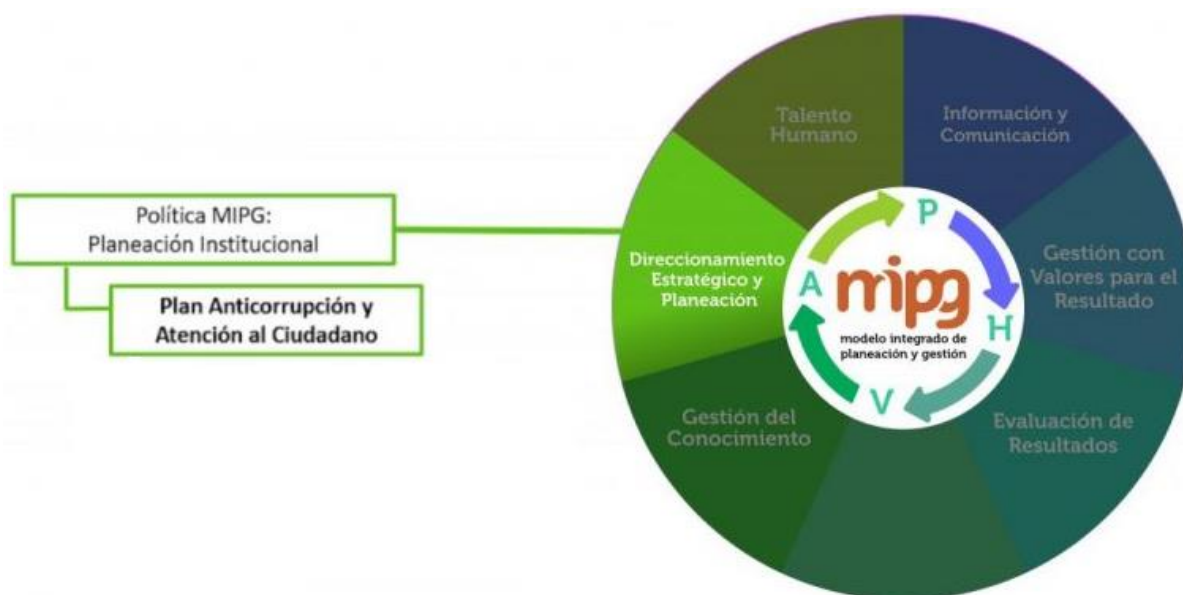 Política MIPG:
Planeación Institucional
Plan Anticorrupción y
Atención al Ciudadano
Talento
Humano
Información y
Comunicación
Direccionamiento
Estratégico y
Planeación
Gestión con
Valores para el
Resultado
Gestión del
Conocimiento
Evaluación de
Resultados
P
H
V
A
mipg
modelo integrado de
planeación y gestión